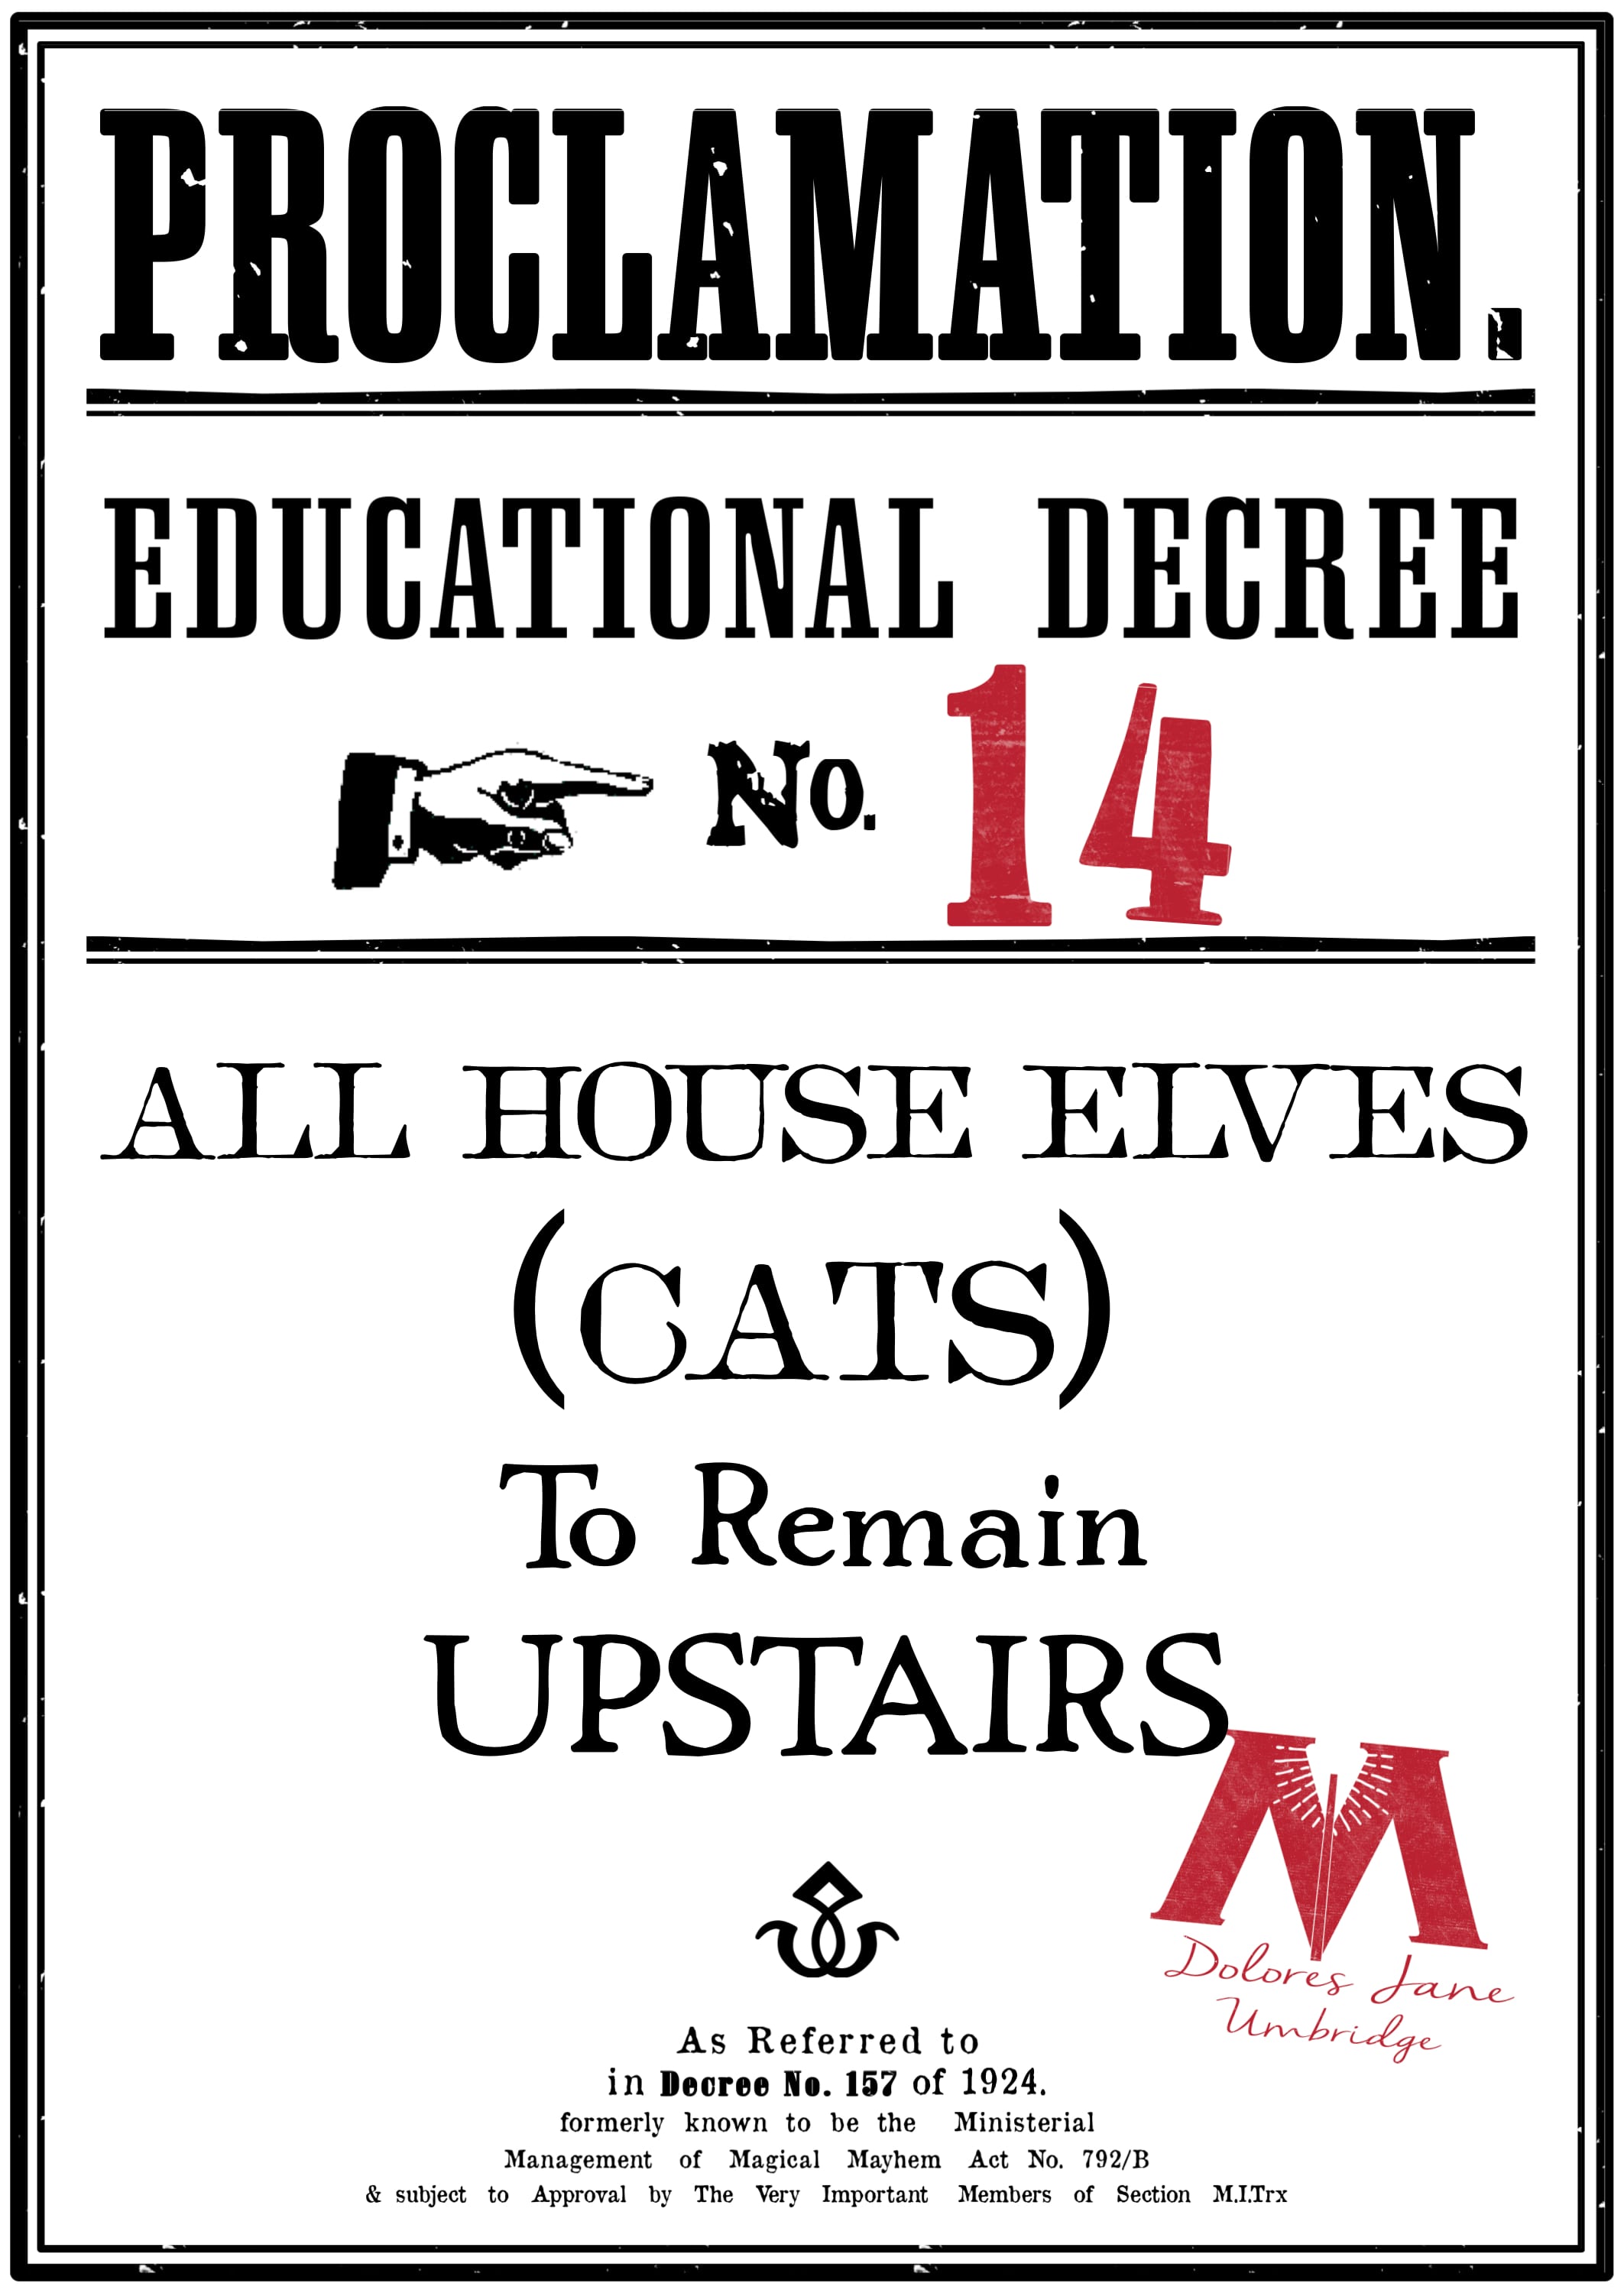 PROCLAMATION.
EDUCATIONAL DECREE
No. 14
ALL HOUSE ELVES
(CATS)
To Remain
UPSTAIRS
M
Dolores Jane
Umbridge
As Referred to
in Decree No. 157 of 1924.
formerly known to be the Ministerial
Management of Magical Mayhem Act No. 792/B
& subject to Approval by The Very Important Members of Section M.I.Trx